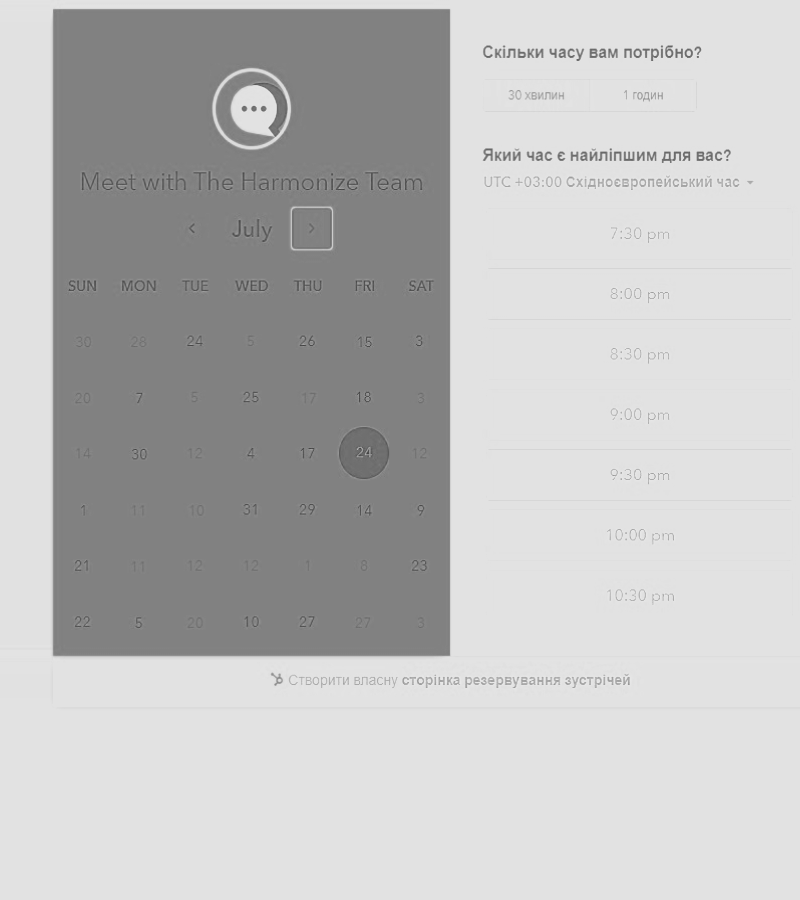 Meet with The Harmonize Team
July
SUN MON TUE WED THU FRI SAT
30 28 24 5 26 15 3
20 7 5 25 17 18 3
14 30 12 4 17 24 12
1 11 10 31 29 14 9
21 11 12 12 1 8 23
22 5 20 10 27 27 3
Скільки часу вам потрібно?
30 хвилин 1 годин
Який час є найліпшим для вас?
UTC +03:00 Східноєвропейський час
7:30 pm
8:00 pm
8:30 pm
9:00 pm
9:30 pm
10:00 pm
10:30 pm
Створити власну сторінка резервування зустрічей